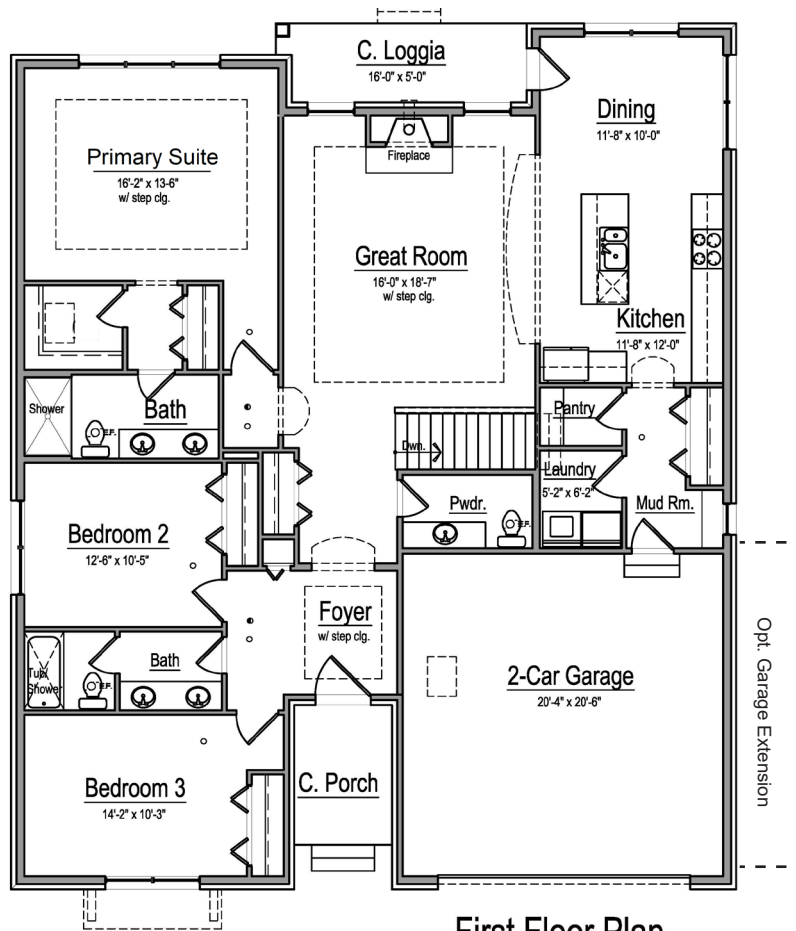 C. Loggia
16'-0" x 5'-0"
Dining
11'-8" x 10'-0"
Fireplace
Primary Suite
16'-2" x 13-6"
w/ step clg.
Great Room
16'-0" x 18'-7"
w/ step clg.
Kitchen
11'-8" x 12'-0"
Shower
E.F.
Bath
Pantry
Dwn.
Laundry
5'-2" x 6'-2"
Mud Rm.
Pwdr.
E.F.
Bedroom 2
12'-6" x 10'-5"
Foyer
w/ step clg.
Tub/
Shower
E.F.
Bath
2-Car Garage
20'-4" x 20'-6"
Opt. Garage Extension
Bedroom 3
14'-2" x 10'-3"
C. Porch
First Floor Plan